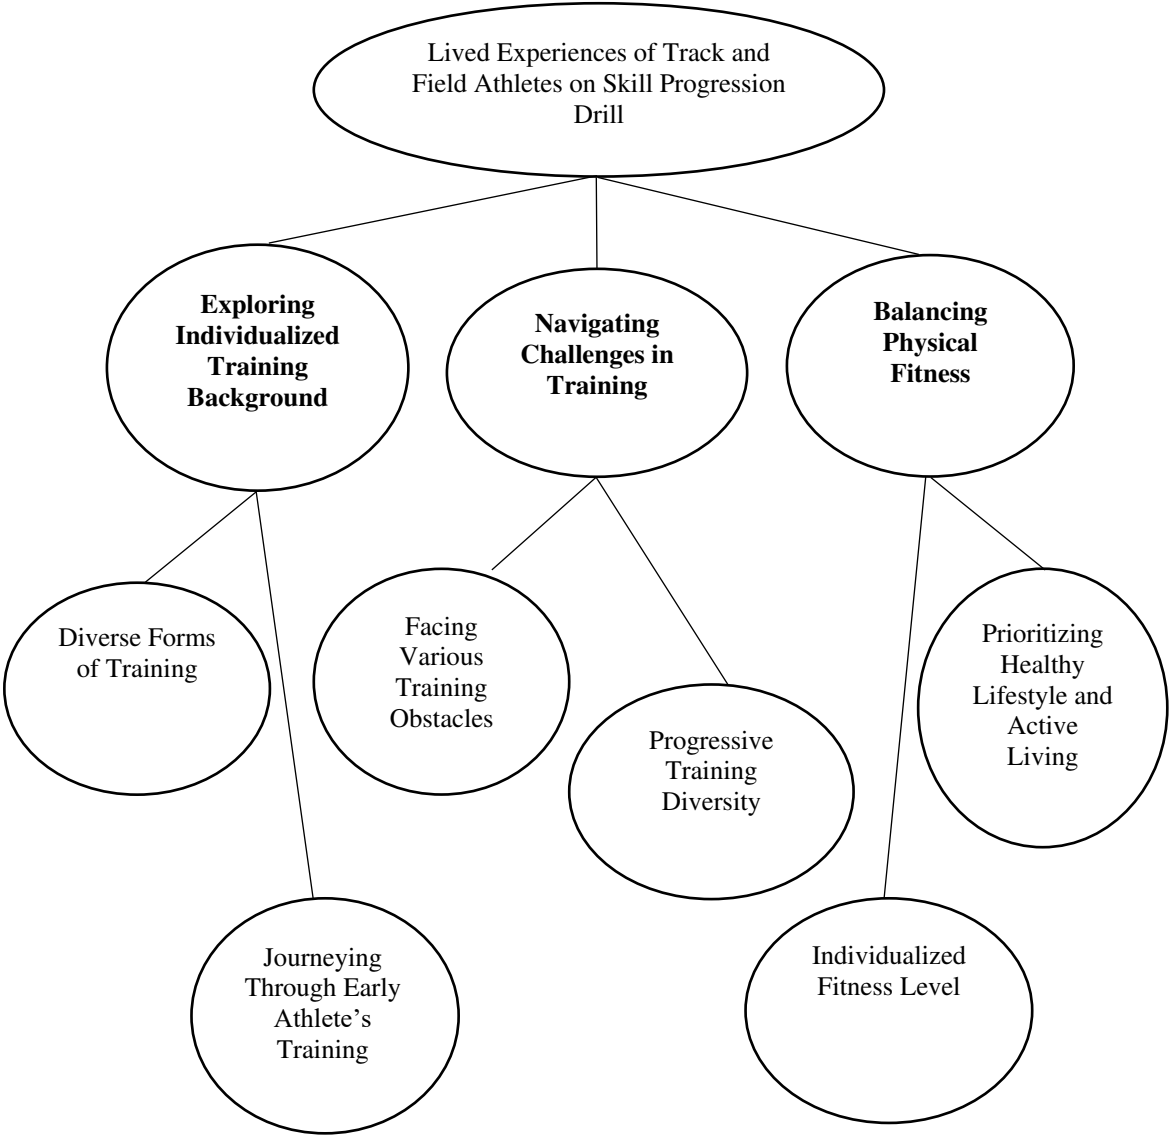 Lived Experiences of Track and
Field Athletes on Skill Progression
Drill
Exploring
Individualized
Training
Background
Navigating
Challenges in
Training
Balancing
Physical
Fitness
Diverse Forms
of Training
Facing
Various
Training
Obstacles
Progressive
Training
Diversity
Prioritizing
Healthy
Lifestyle and
Active
Living
Journeying
Through Early
Athlete’s
Training
Individualized
Fitness Level